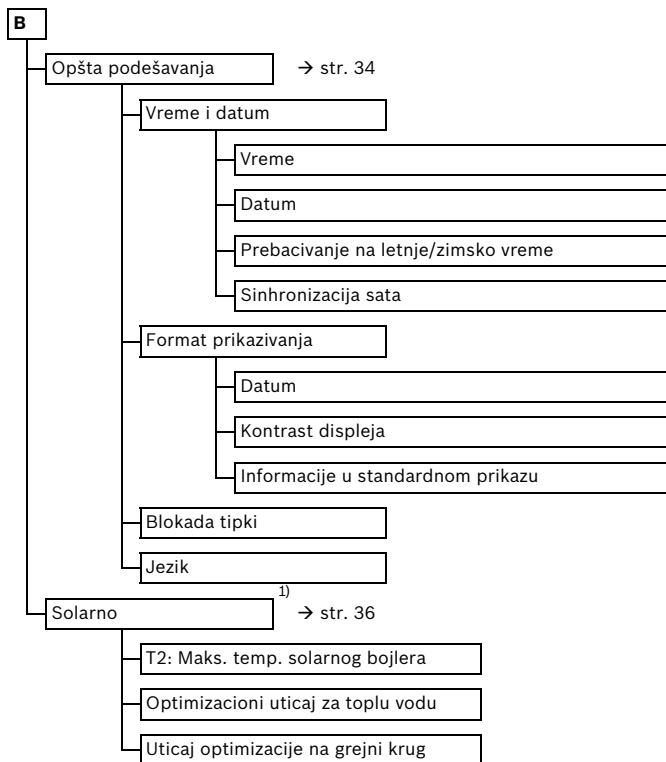 B
Opšta podešavanja → str. 34
Vreme i datum
Vreme
Datum
Prebacivanje na letnje/zimsko vreme
Sinhronizacija sata
Format prikazivanja
Datum
Kontrast displeja
Informacije u standardnom prikazu
Blokada tipki
Jezik
Solarno 1) → str. 36
T2: Maks. temp. solarnog bojlera
Optimizacioni uticaj za toplu vodu
Uticaj optimizacije na grejni krug